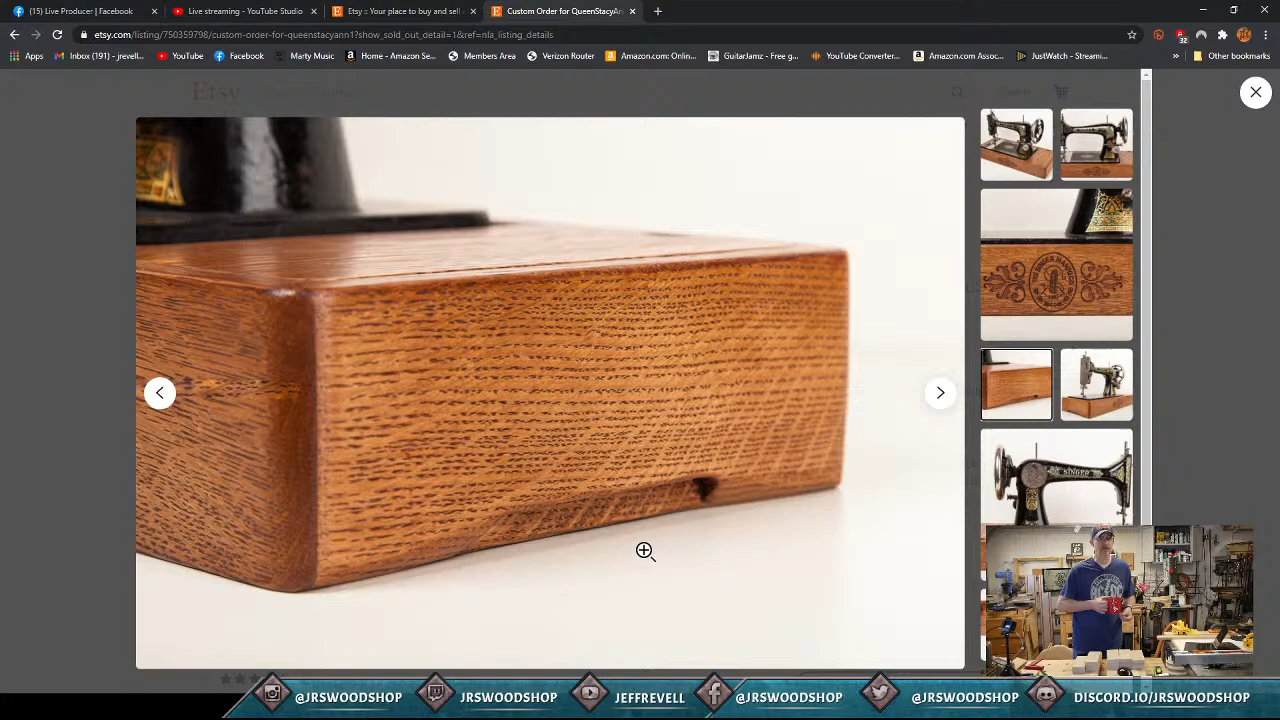 (15) Live Producer | Facebook
Live streaming - YouTube Studio
Etsy :: Your place to buy and sell
Custom Order for QueenStacyAn
etsy.com/listing/750359798/custom-order-for-queenstacyann1?show_sold_out_detail=1&ref=nla_listing_details
Apps
Inbox (191) - jrevell...
YouTube
Facebook
Marty Music
Home - Amazon Se...
Members Area
Verizon Router
Amazon.com: Onlin...
GuitarJamz - Free g...
YouTube Converter...
Amazon.com Assoc...
JustWatch - Streami...
»
Other bookmarks
32
Etsy
SINGER
@JRSWOODSHOP
JRSWOODSHOP
JEFFREVELL
@JRSWOODSHOP
@JRSWOODSHOP
DISCORD.IO/JRSWOODSHOP